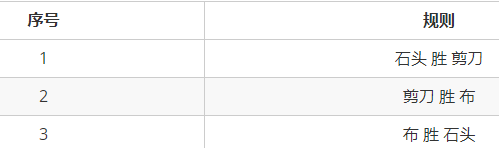 序号 规则
1 石头 胜 剪刀
2 剪刀 胜 布
3 布 胜 石头